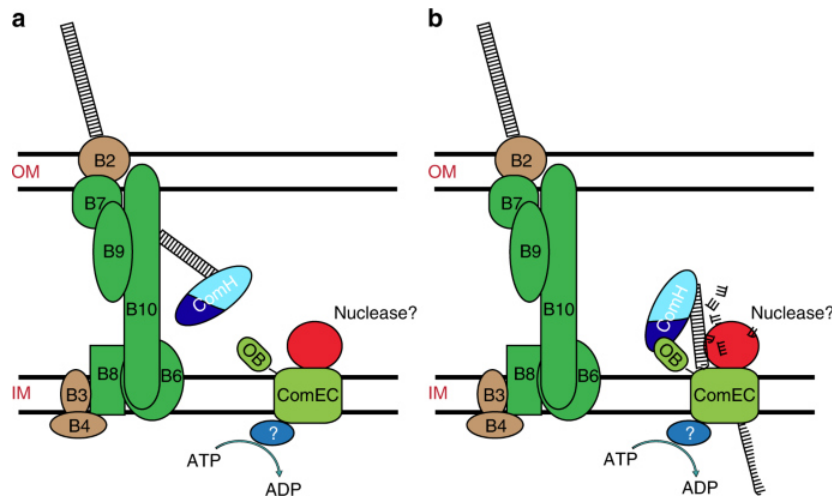 a
B2
OM
B7
B9
ComH
B10
Nuclease?
OB
B8
B6
IM
B3
ComEC
B4
?
ATP
ADP
b
B2
OM
B7
B9
ComH
B10
Nuclease?
OB
B8
B6
IM
B3
ComEC
B4
?
ATP
ADP